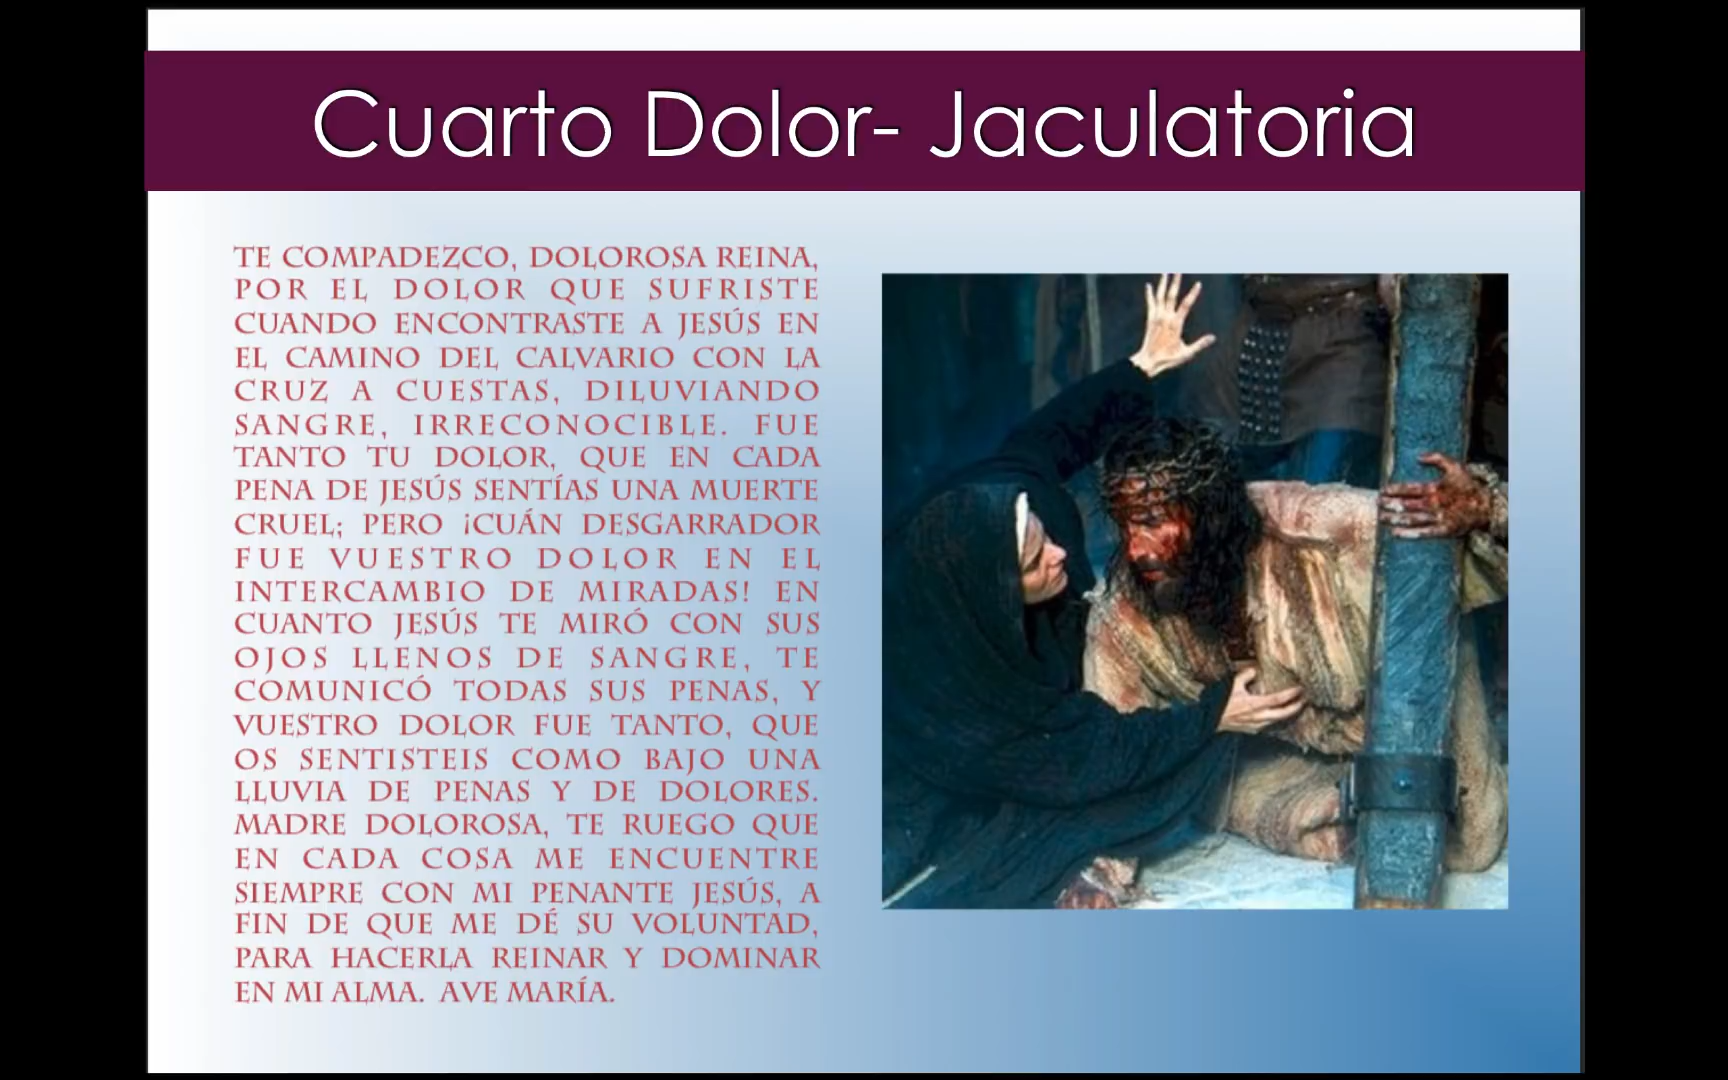 Cuarto Dolor- Jaculatoria
TE COMPADEZCO, DOLOROSA REINA,
POR EL DOLOR QUE SUFRISTE
CUANDO ENCONTRASTE A JESÚS EN
EL CAMINO DEL CALVARIO CON LA
CRUZ A CUESTAS, DILUVIANDO
SANGRE, IRRECONOCIBLE. FUE
TANTO TU DOLOR, QUE EN CADA
PENA DE JESÚS SENTÍAS UNA MUERTE
CRUEL; PERO ¡CUÁN DESGARRADOR
FUE VUESTRO DOLOR EN EL
INTERCAMBIO DE MIRADAS! EN
CUANTO JESÚS TE MIRÓ CON SUS
OJOS LLENOS DE SANGRE, TE
COMUNICÓ TODAS SUS PENAS, Y
VUESTRO DOLOR FUE TANTO, QUE
OS SENTISTEIS COMO BAJO UNA
LLUVIA DE PENAS Y DE DOLORES.
MADRE DOLOROSA, TE RUEGO QUE
EN CADA COSA ME ENCUENTRE
SIEMPRE CON MI PENANTE JESÚS, A
FIN DE QUE ME DÉ SU VOLUNTAD,
PARA HACERLA REINAR Y DOMINAR
EN MI ALMA. AVE MARÍA.